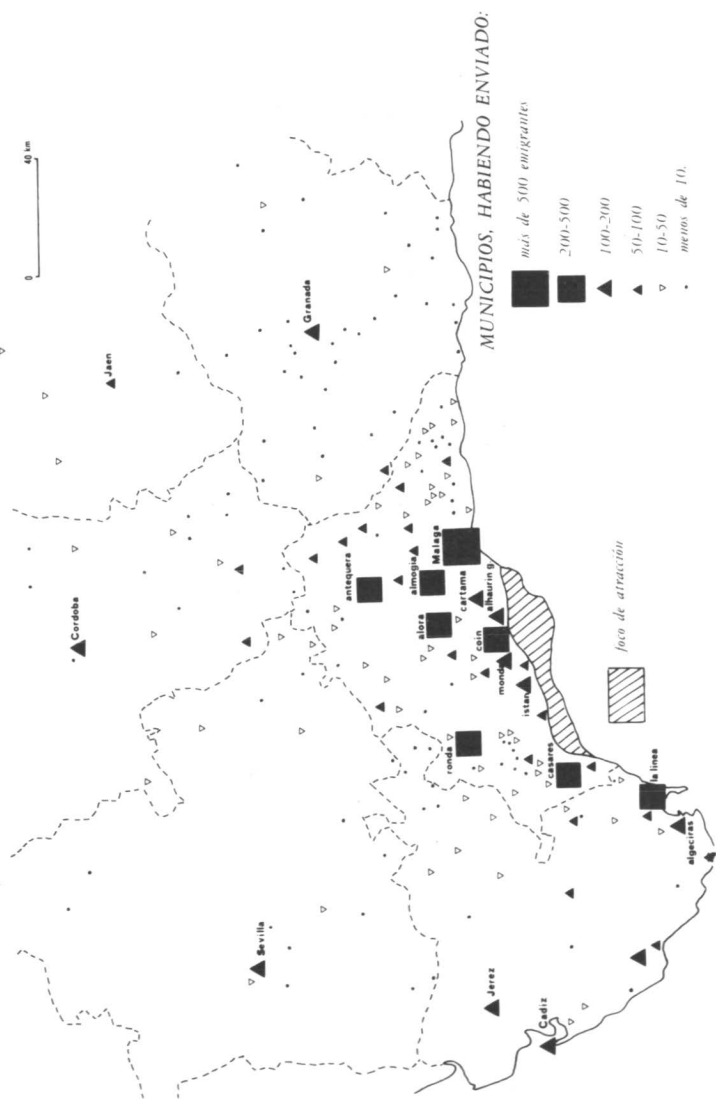 0 40 km
Jaen
Cordoba
Granada
Sevilla
antequera
almogia
Malaga
alora
cartama
alhaurin g
coin
monda
istan
ronda
casares
la linea
algeciras
Jerez
Cadiz
MUNICIPIOS, HABIENDO ENVIADO:
más de 500 emigrantes
200-500
100-200
50-100
10-50
menos de 10.
foco de atracción